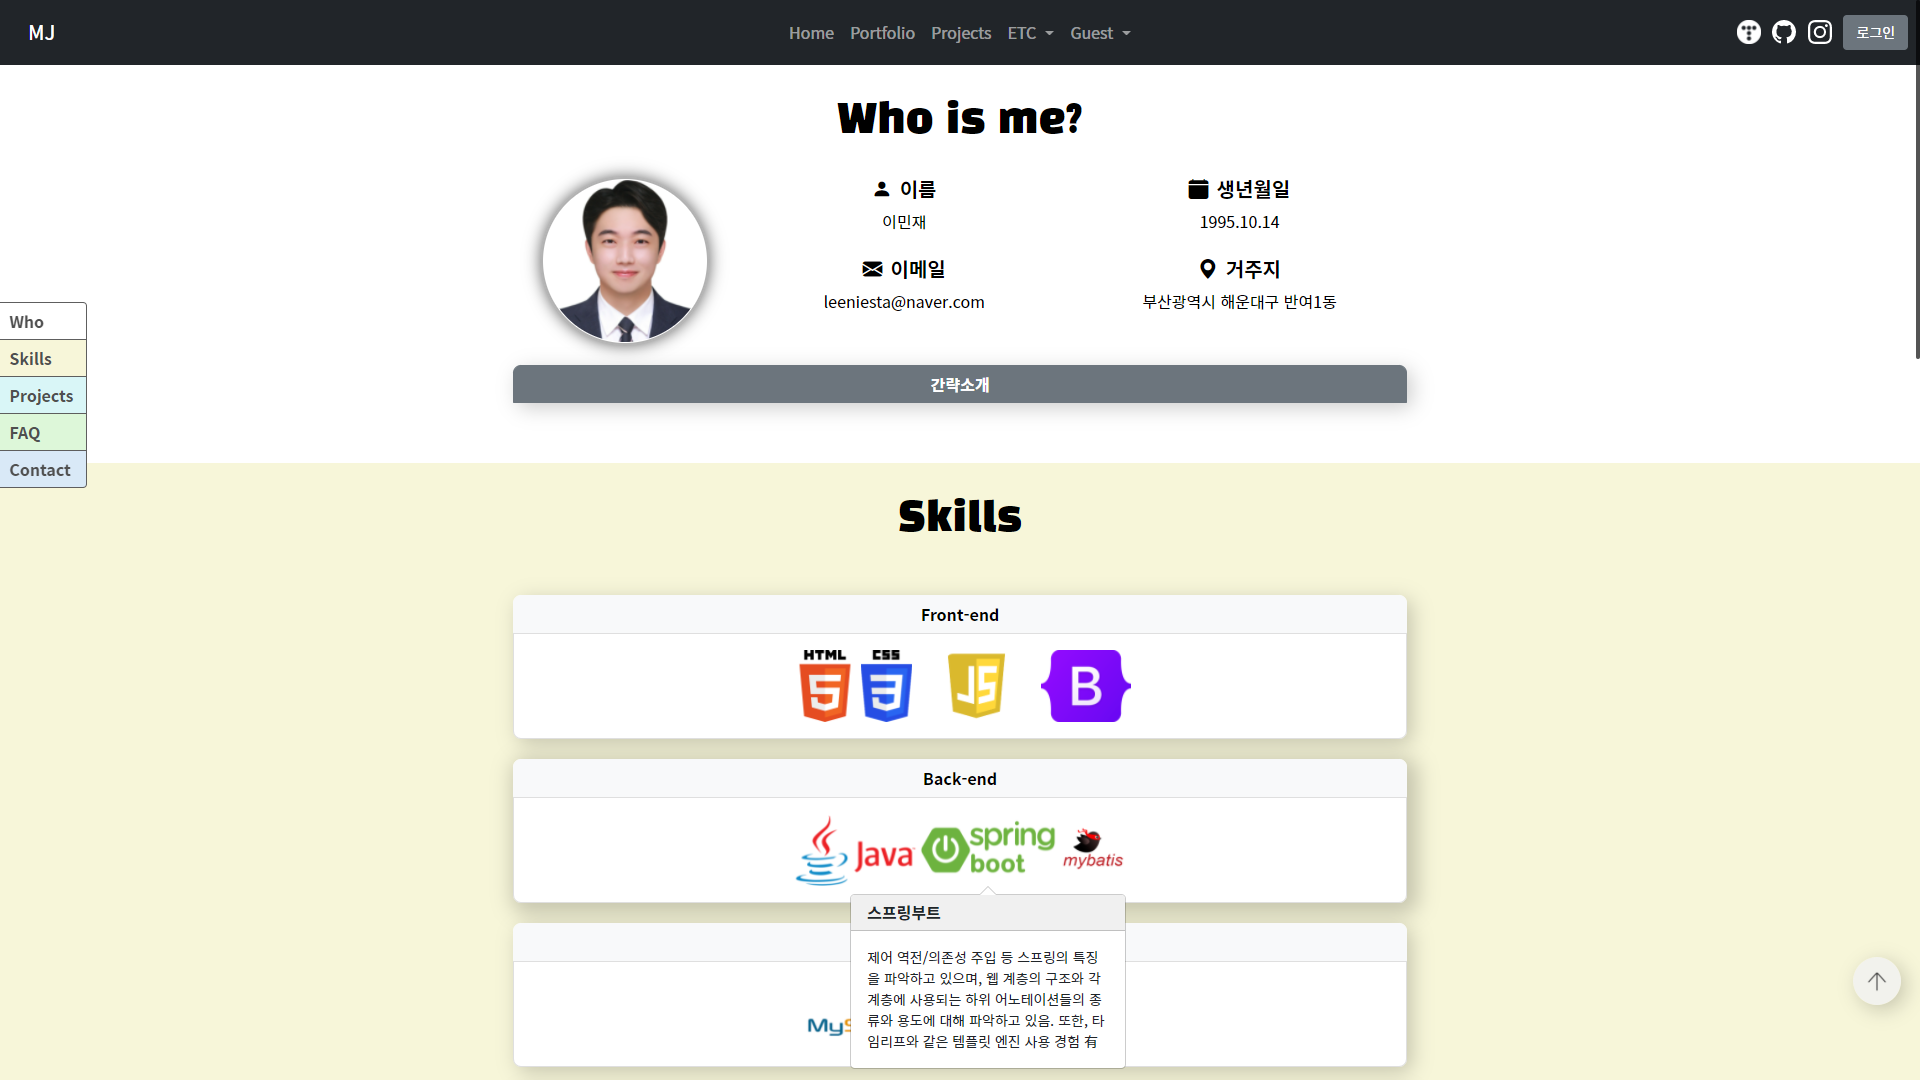 MJ
Home Portfolio Projects ETC Guest
로그인
Who is me?
이름
이민재
생년월일
1995.10.14
이메일
leeniesta@naver.com
거주지
부산광역시 해운대구 반여1동
간략소개
Who
Skills
Projects
FAQ
Contact
Skills
Front-end
HTML
5
CSS
3
JS
B
Back-end
Java
spring
boot
mybatis
스프링부트
제어 역전/의존성 주입 등 스프링의 특징
을 파악하고 있으며, 웹 계층의 구조와 각
계층에 사용되는 하위 어노테이션들의 종
류와 용도에 대해 파악하고 있음. 또한, 타
임리프와 같은 템플릿 엔진 사용 경험 有